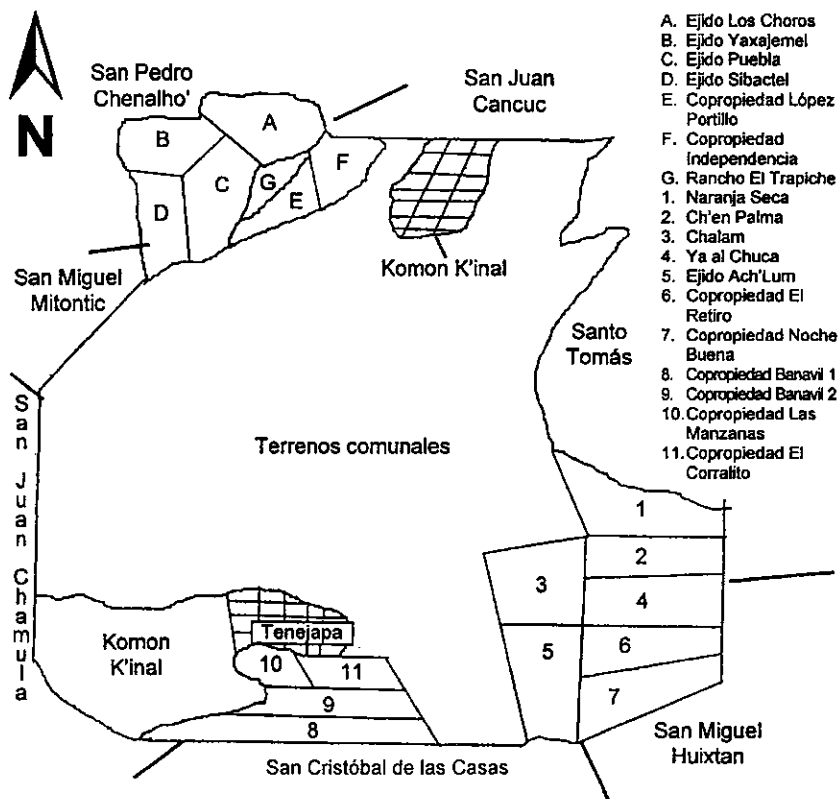 N
San Pedro
Chenalho'
San Juan
Cancuc
A
B
C
D
G
E
F
San Miguel
Mitontic
Komon K'inal
Santo
Tomás
San Juan Chamula
Terrenos comunales
1
2
3
4
5
6
7
Komon
K'inal
Tenejapa
10
11
9
8
San Cristóbal de las Casas
San Miguel
Huixtan
A. Ejido Los Choros
B. Ejido Yaxajemel
C. Ejido Puebla
D. Ejido Sibactel
E. Copropiedad López
Portillo
F. Copropiedad
Independencia
G. Rancho El Trapiche
1. Naranja Seca
2. Ch'en Palma
3. Chalam
4. Ya al Chuca
5. Ejido Ach'Lum
6. Copropiedad El
Retiro
7. Copropiedad Noche
Buena
8. Copropiedad Banavil 1
9. Copropiedad Banavil 2
10. Copropiedad Las
Manzanas
11. Copropiedad El
Corralito